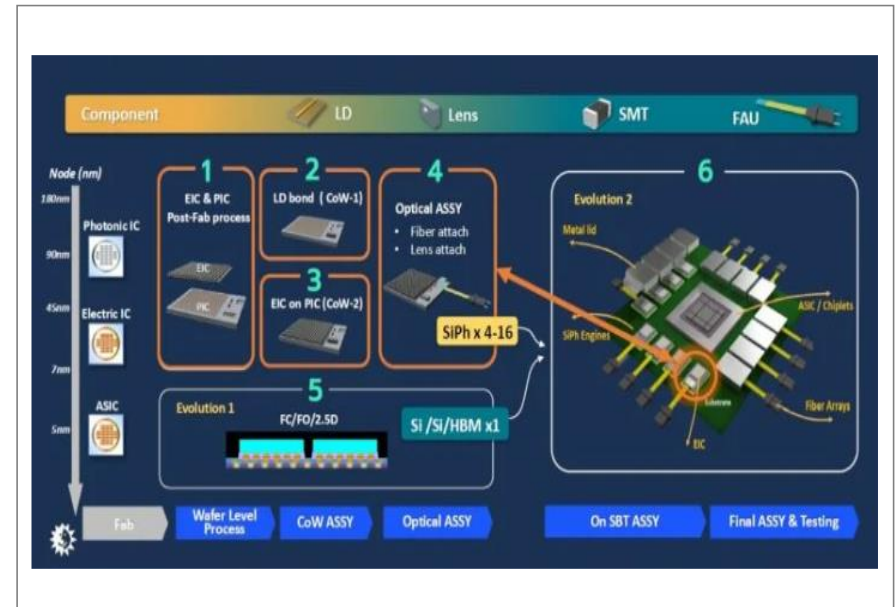 Component
LD
Lens
SMT
FAU
Node (nm)
180nm
90nm
45nm
7nm
5nm
Photonic IC
Electric IC
ASIC
1
EIC & PIC
Post-Fab process
EIC
PIC
2
LD bond ( CoW-1)
3
EIC on PIC (CoW-2)
4
Optical ASSY
• Fiber attach
• Lens attach
SiPh x 4-16
5
Evolution 1
FC/FO/2.5D
Si /Si/HBM x1
6
Evolution 2
Metal lid
ASIC / Chiplets
SiPh Engines
Substrate
Fiber Arrays
EIC
Fab
Wafer Level
Process
CoW ASSY
Optical ASSY
On SBT ASSY
Final ASSY & Testing